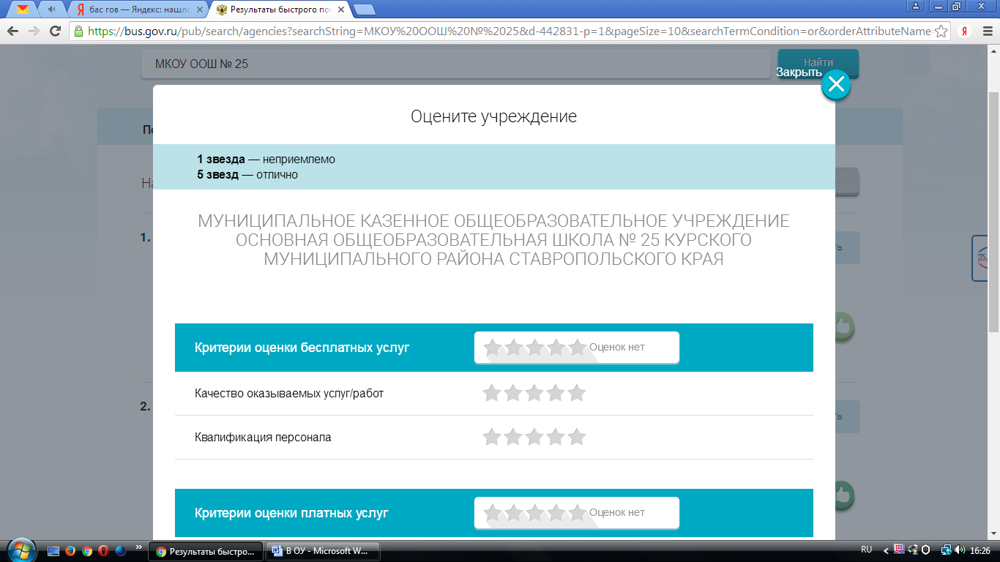 бас гов — Яндекс: нашло
Результаты быстрого по
https://bus.gov.ru/pub/search/agencies?searchString=МКОУ%20ООШ%20№%2025&d-442831-p=1&pageSize=10&searchTermCondition=or&orderAttributeName
МКОУ ООШ № 25
Найти
Закрыть
Оцените учреждение
1 звезда — неприемлемо
5 звезд — отлично
МУНИЦИПАЛЬНОЕ КАЗЕННОЕ ОБЩЕОБРАЗОВАТЕЛЬНОЕ УЧРЕЖДЕНИЕ
ОСНОВНАЯ ОБЩЕОБРАЗОВАТЕЛЬНАЯ ШКОЛА № 25 КУРСКОГО
МУНИЦИПАЛЬНОГО РАЙОНА СТАВРОПОЛЬСКОГО КРАЯ
1.
2.
Критерии оценки бесплатных услуг
Оценок нет
Качество оказываемых услуг/работ
Квалификация персонала
Критерии оценки платных услуг
Оценок нет
Результаты быстро...
В ОУ - Microsoft W...
RU
16:26